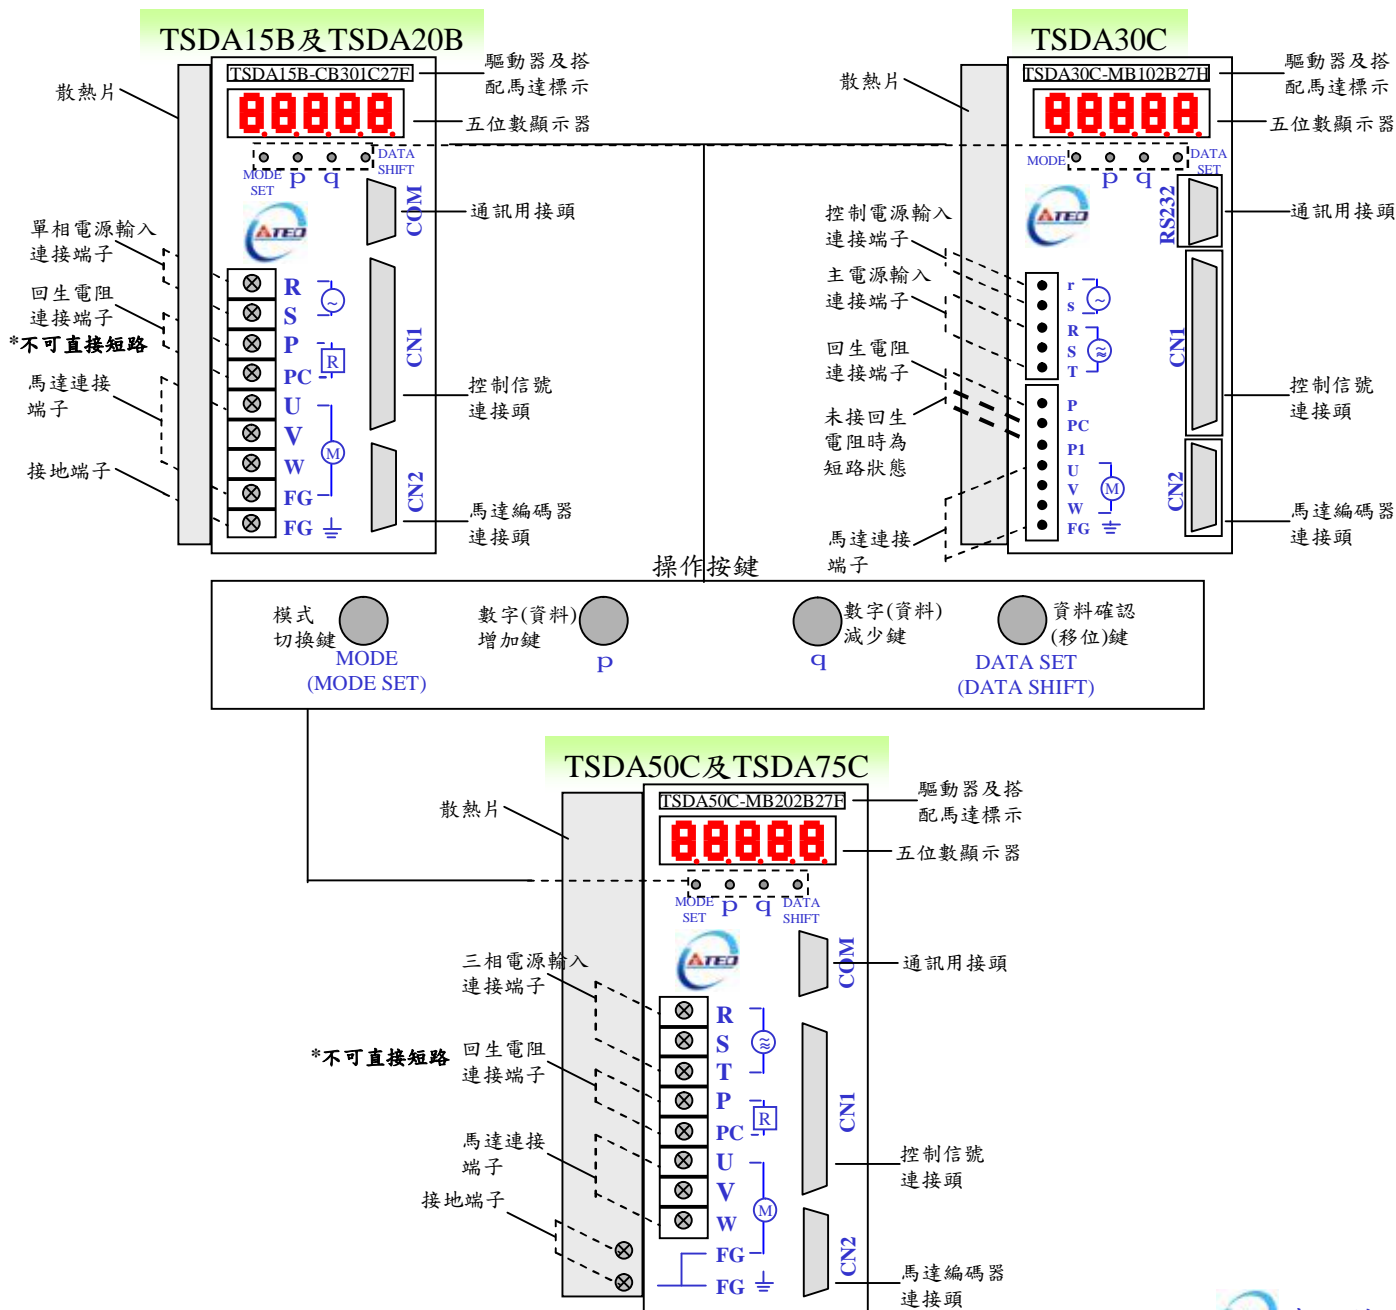 TSDA15B及TSDA20B
TSDA15B-CB301C27F
驅動器及搭
配馬達標示
散熱片
五位數顯示器
MODE
SET
p
q
DATA
SHIFT
ATEQ
COM
通訊用接頭
單相電源輸入
連接端子
回生電阻
連接端子
*不可直接短路
馬達連接
端子
接地端子
R
S
P
PC
U
V
W
FG
FG
~
R
M
CN1
控制信號
連接頭
CN2
馬達編碼器
連接頭
TSDA30C
TSDA30C-MB102B27H
驅動器及搭
配馬達標示
散熱片
五位數顯示器
MODE
p
q
DATA
SET
ATEQ
RS232
通訊用接頭
控制電源輸入
連接端子
主電源輸入
連接端子
回生電阻
連接端子
未接回生
電阻時為
短路狀態
馬達連接
端子
r
s
R
S
T
P
PC
P1
U
V
W
FG
~
≈
M
CN1
控制信號
連接頭
CN2
馬達編碼器
連接頭
操作按鍵
模式
切換鍵
MODE
(MODE SET)
數字(資料)
增加鍵
p
數字(資料)
減少鍵
q
資料確認
(移位)鍵
DATA SET
(DATA SHIFT)
TSDA50C及TSDA75C
TSDA50C-MB202B27F
驅動器及搭
配馬達標示
散熱片
五位數顯示器
MODE
SET
p
q
DATA
SHIFT
ATEQ
COM
通訊用接頭
三相電源輸入
連接端子
*不可直接短路
回生電阻
連接端子
馬達連接
端子
接地端子
R
S
T
P
PC
U
V
W
FG
FG
≈
R
M
CN1
控制信號
連接頭
CN2
馬達編碼器
連接頭